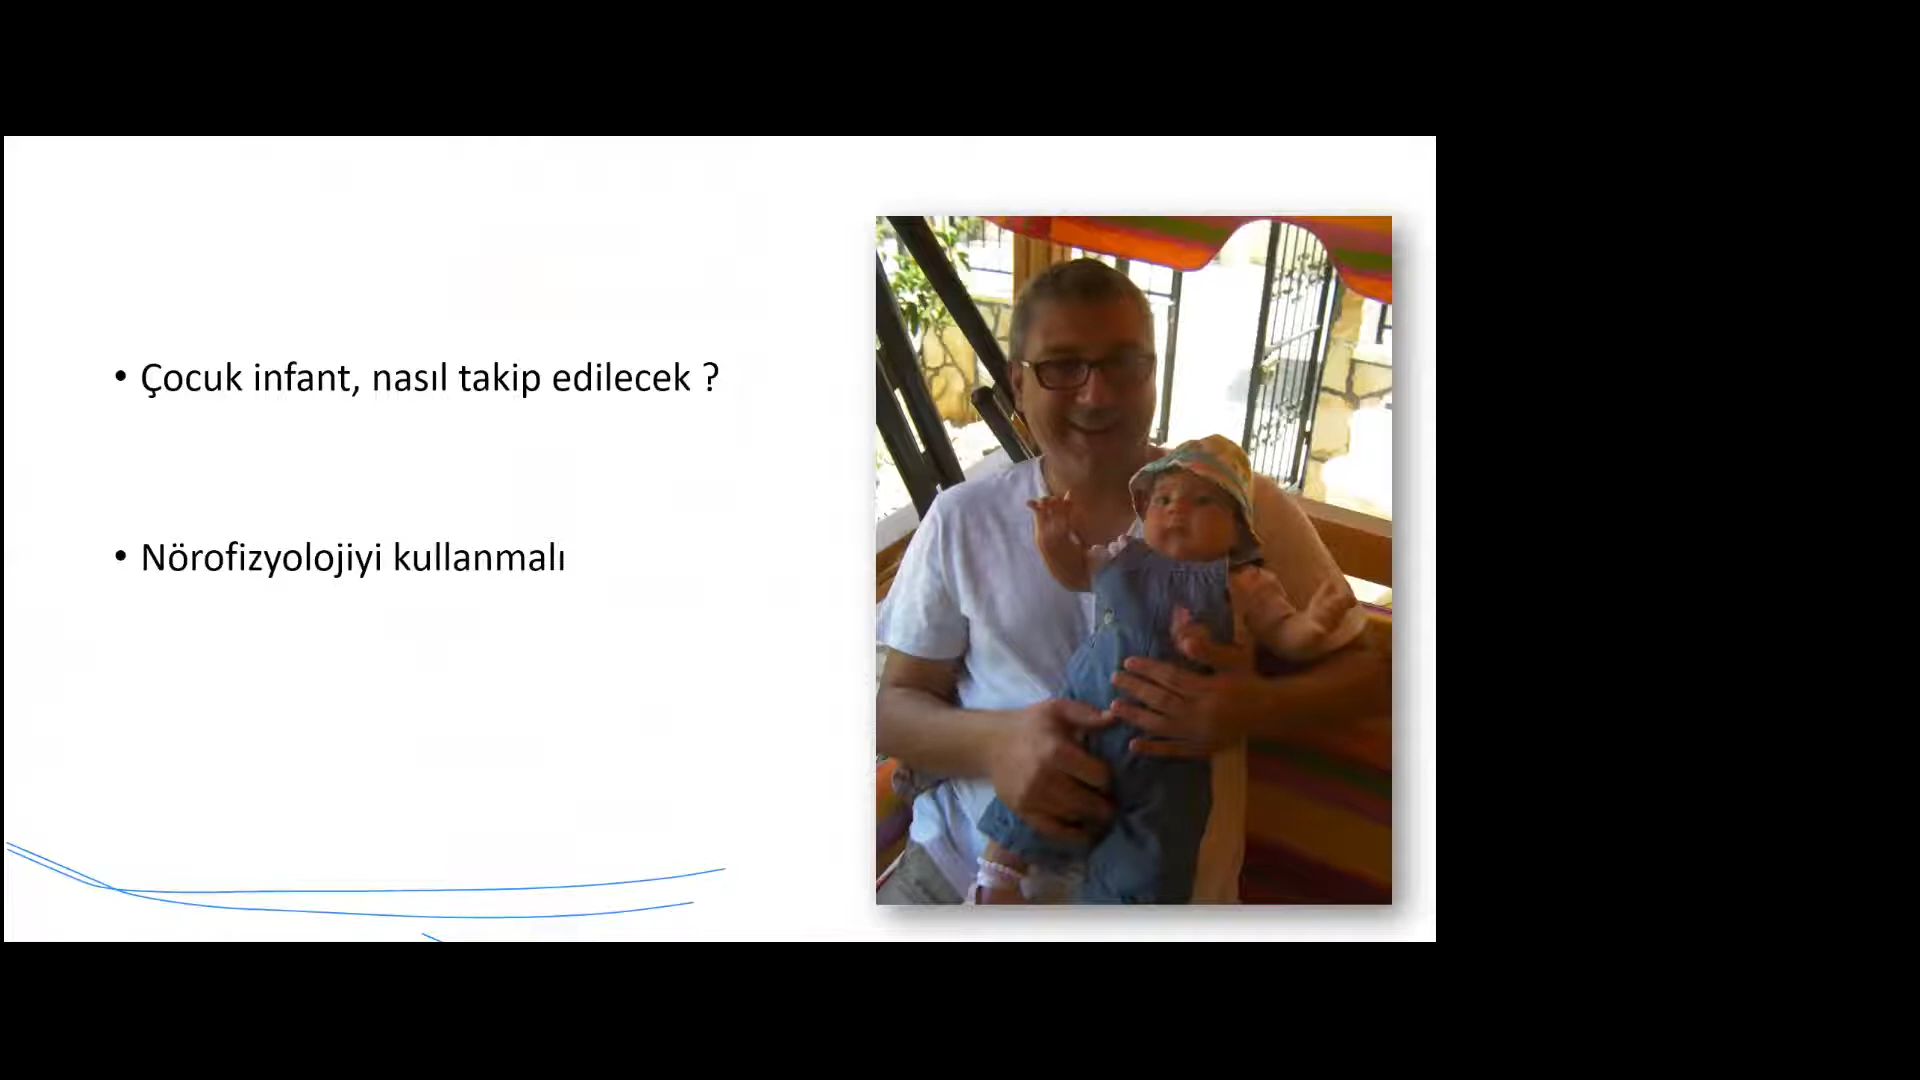 • Çocuk infant, nasıl takip edilecek ?
• Nörofizyolojiyi kullanmalı